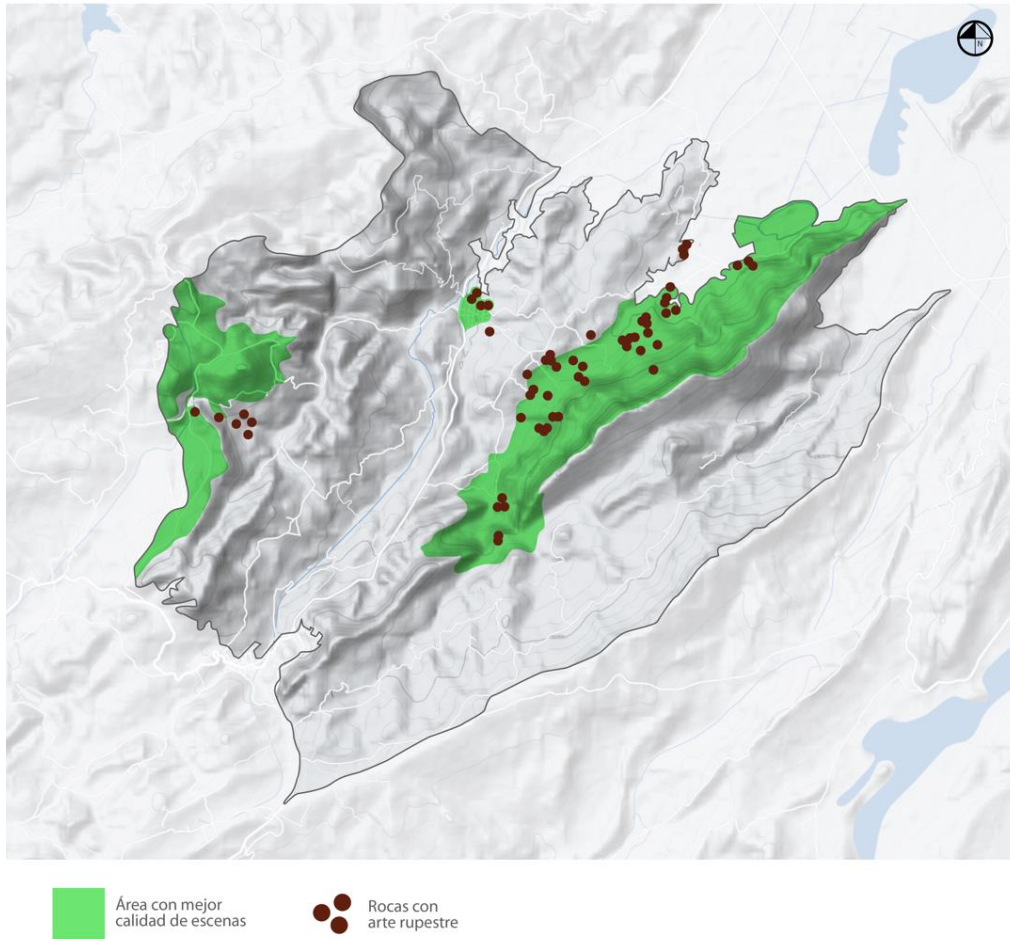 N
Área con mejor
calidad de escenas
Rocas con
arte rupestre